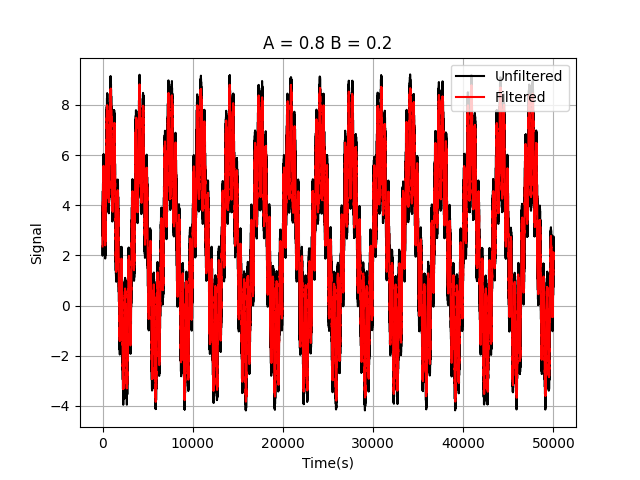 A = 0.8 B = 0.2
Unfiltered
Filtered
8
6
4
2
0
−2
−4
Signal
0 10000 20000 30000 40000 50000
Time(s)